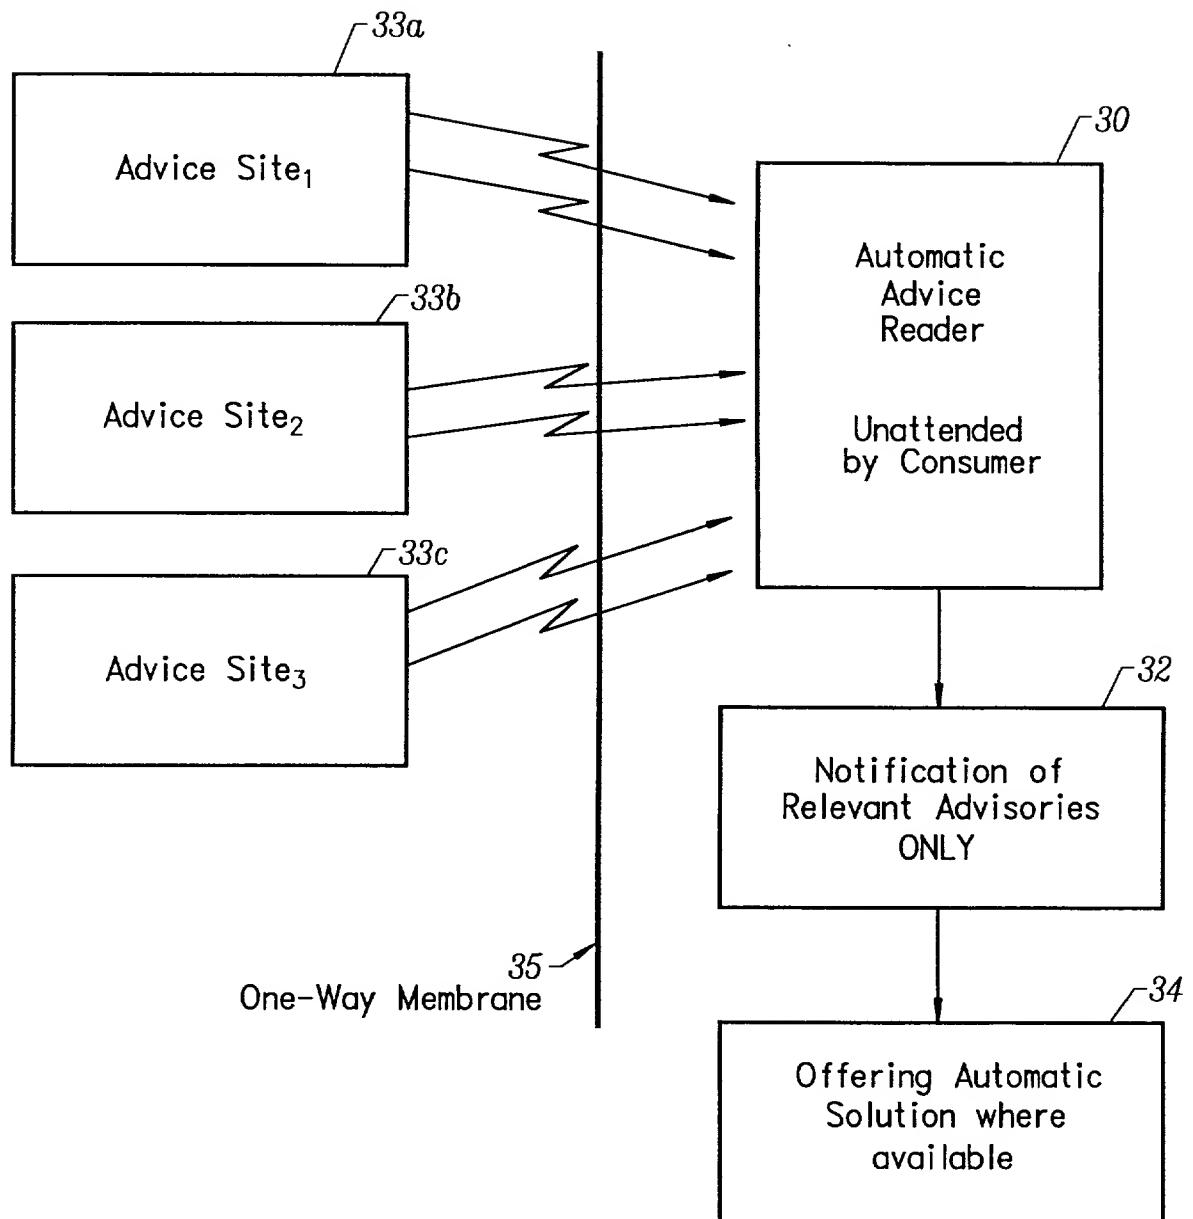 33a
Advice Site1
30
Automatic
Advice
Reader
Unattended
by Consumer
33b
Advice Site2
33c
Advice Site3
32
Notification of
Relevant Advisories
ONLY
35
One-Way Membrane
34
Offering Automatic
Solution where
available